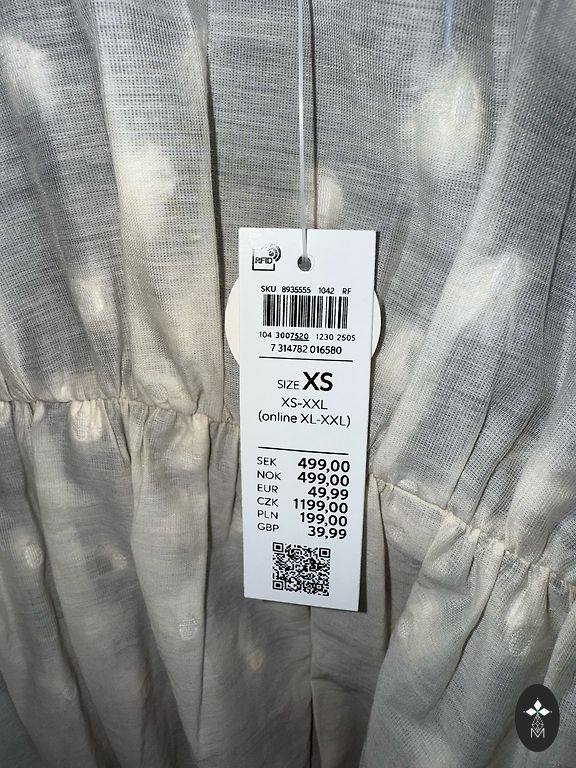 RFID
SKU 8935555 1042 RF
104 3007520 1230 2505
7 314782 016580
SIZE XS
XS-XXL
(online XL-XXL)
SEK 499,00
NOK 499,00
EUR 49,99
CZK 1199,00
PLN 199,00
GBP 39,99
M